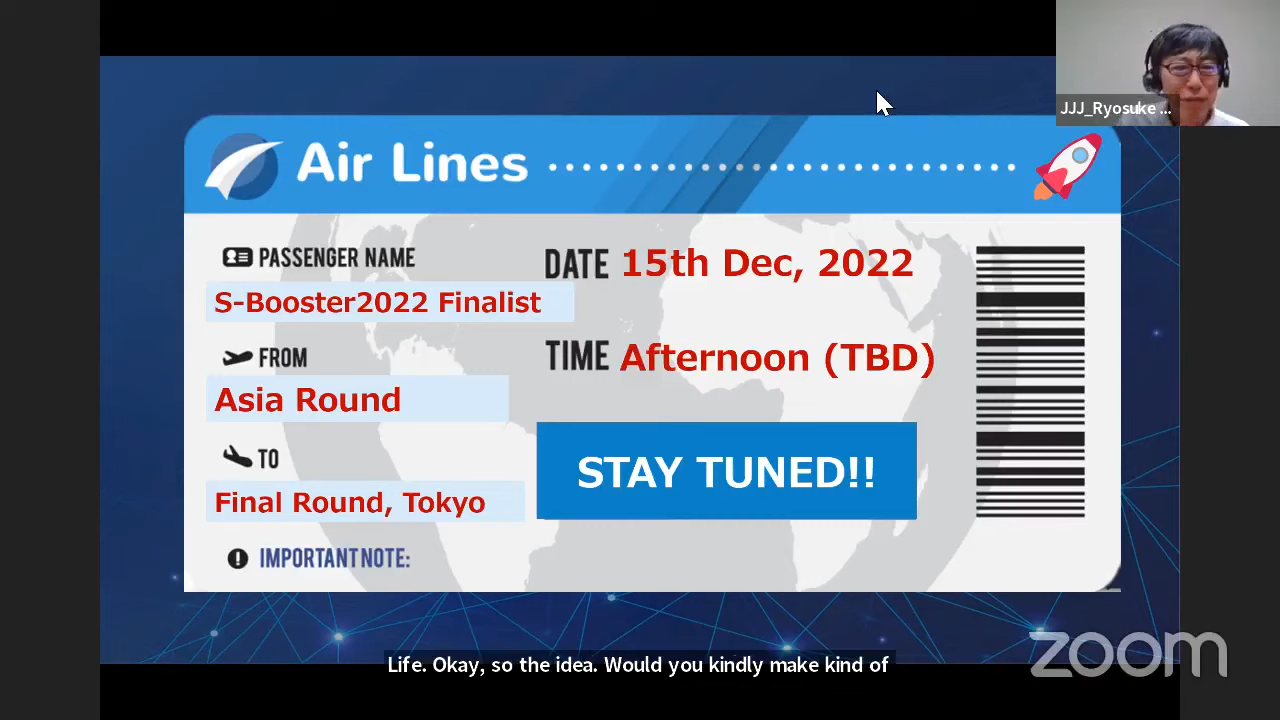 JJJ_Ryosuke ...
Air Lines
PASSENGER NAME
S-Booster2022 Finalist
FROM
Asia Round
TO
Final Round, Tokyo
IMPORTANT NOTE:
DATE 15th Dec, 2022
TIME Afternoon (TBD)
STAY TUNED!!
zoom
Life. Okay, so the idea. Would you kindly make kind of